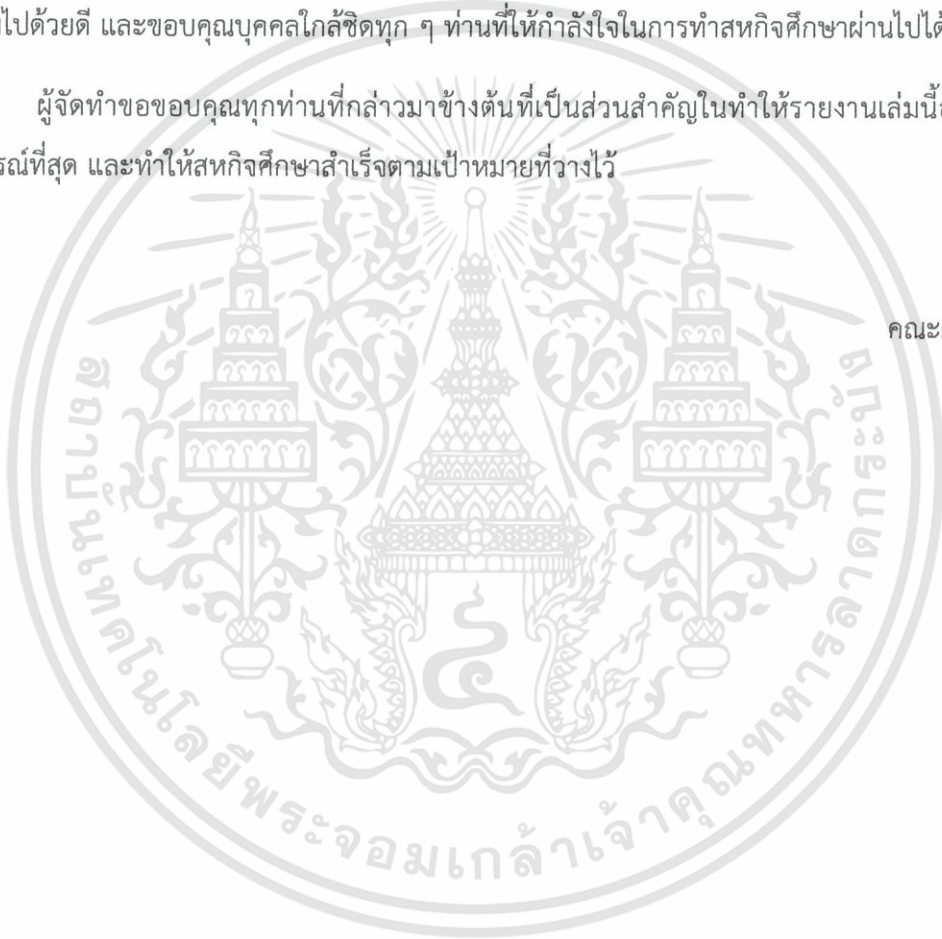 ไปด้วยดี และขอบคุณบุคคลใกล้ชิดทุก ๆ ท่านที่ให้กำลังใจในการทำสหกิจศึกษาผ่านไปได้
ผู้จัดทำขอขอบคุณทุกท่านที่กล่าวมาข้างต้นที่เป็นส่วนสำคัญในทำให้รายงานเล่มนี้
รณ์ที่สุด และทำให้สหกิจศึกษาสำเร็จตามเป้าหมายที่วางไว้
คณะ
สถาบันเทคโนโลยีพระจอมเกล้าเจ้าคุณทหารลาดกระบัง